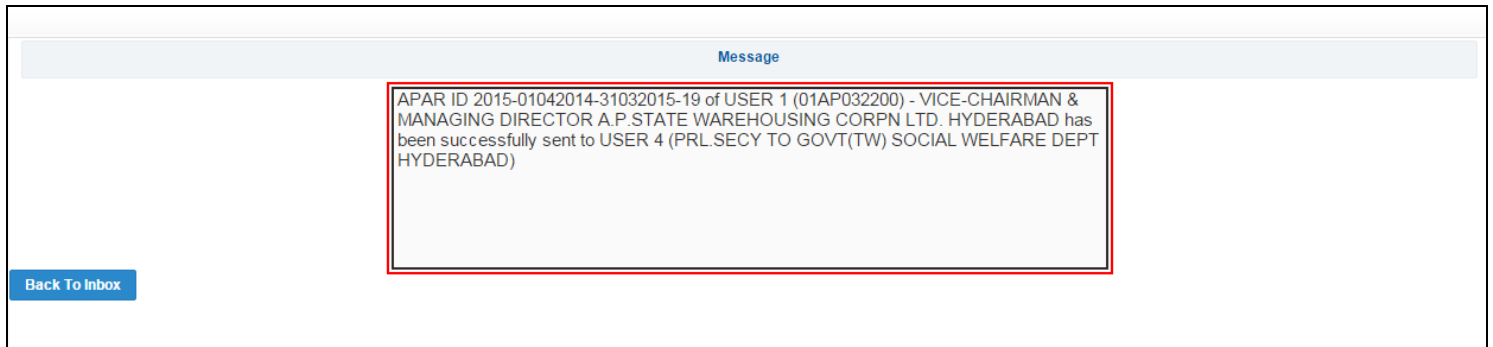 Message
APAR ID 2015-01042014-31032015-19 of USER 1 (01AP032200) - VICE-CHAIRMAN &
MANAGING DIRECTOR A.P.STATE WAREHOUSING CORPN LTD. HYDERABAD has
been successfully sent to USER 4 (PRL.SECY TO GOVT(TW) SOCIAL WELFARE DEPT
HYDERABAD)
Back To Inbox